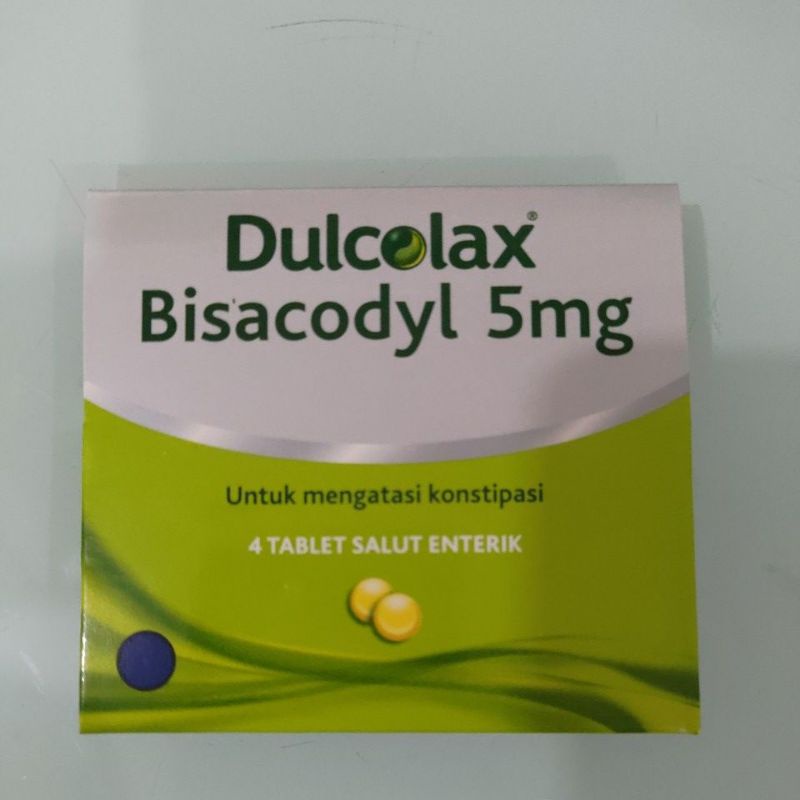 Dulcolax®
Bisacodyl 5mg
Untuk mengatasi konstipasi
4 TABLET SALUT ENTERIK